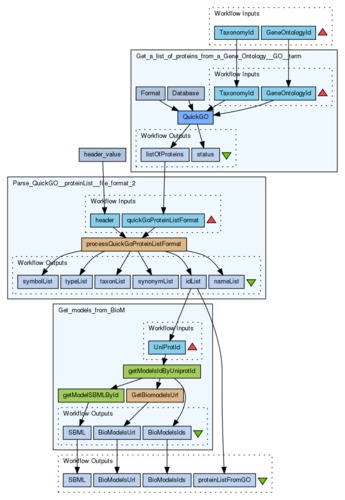 Workflow Inputs
TaxonomyId
GeneOntologyId
Get_a_list_of_proteins_from_a_Gene_Ontology__GO__term
Workflow Inputs
Format
Database
TaxonomyId
GeneOntologyId
QuickGO
Workflow Outputs
listOfProteins
status
header_value
Parse_QuickGO__proteinList__file_format_2
Workflow Inputs
header
quickGoProteinListFormat
processQuickGoProteinListFormat
Workflow Outputs
symbolList
typeList
taxonList
synonymList
idList
nameList
Get_models_from_BioM
Workflow Inputs
UniProtId
getModelsIdByUniprotId
getModelSBMLById
GetBiomodelsUrl
Workflow Outputs
SBML
BioModelsUrl
BioModelsIds
Workflow Outputs
SBML
BioModelsUrl
BioModelsIds
proteinListFromGO